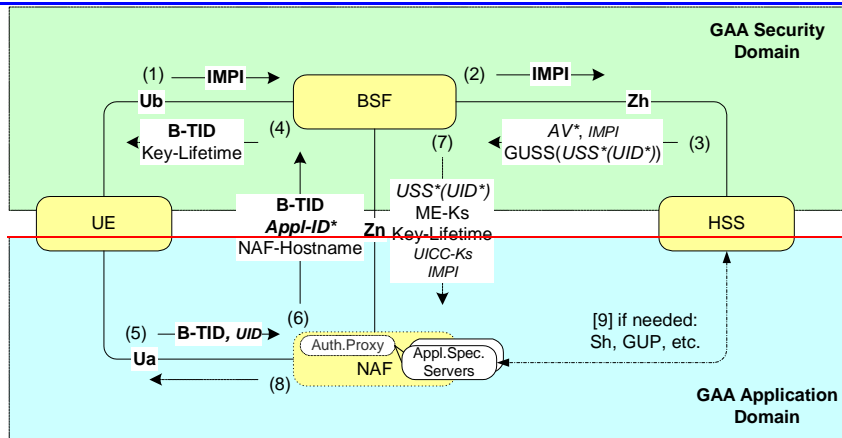 GAA Security
Domain
(1)
IMPI
(2)
IMPI
Ub
BSF
Zh
B-TID
Key-Lifetime
(4)
(7)
AV*, IMPI
GUSS(USS*(UID*))
(3)
UE
B-TID
Appl-ID*
NAF-Hostname
Zn
USS*(UID*)
ME-Ks
Key-Lifetime
UICC-Ks
IMPI
HSS
(5)
B-TID, UID
(6)
Ua
(8)
Auth.Proxy
NAF
Appl.Spec.
Servers
[9] if needed:
Sh, GUP, etc.
GAA Application
Domain